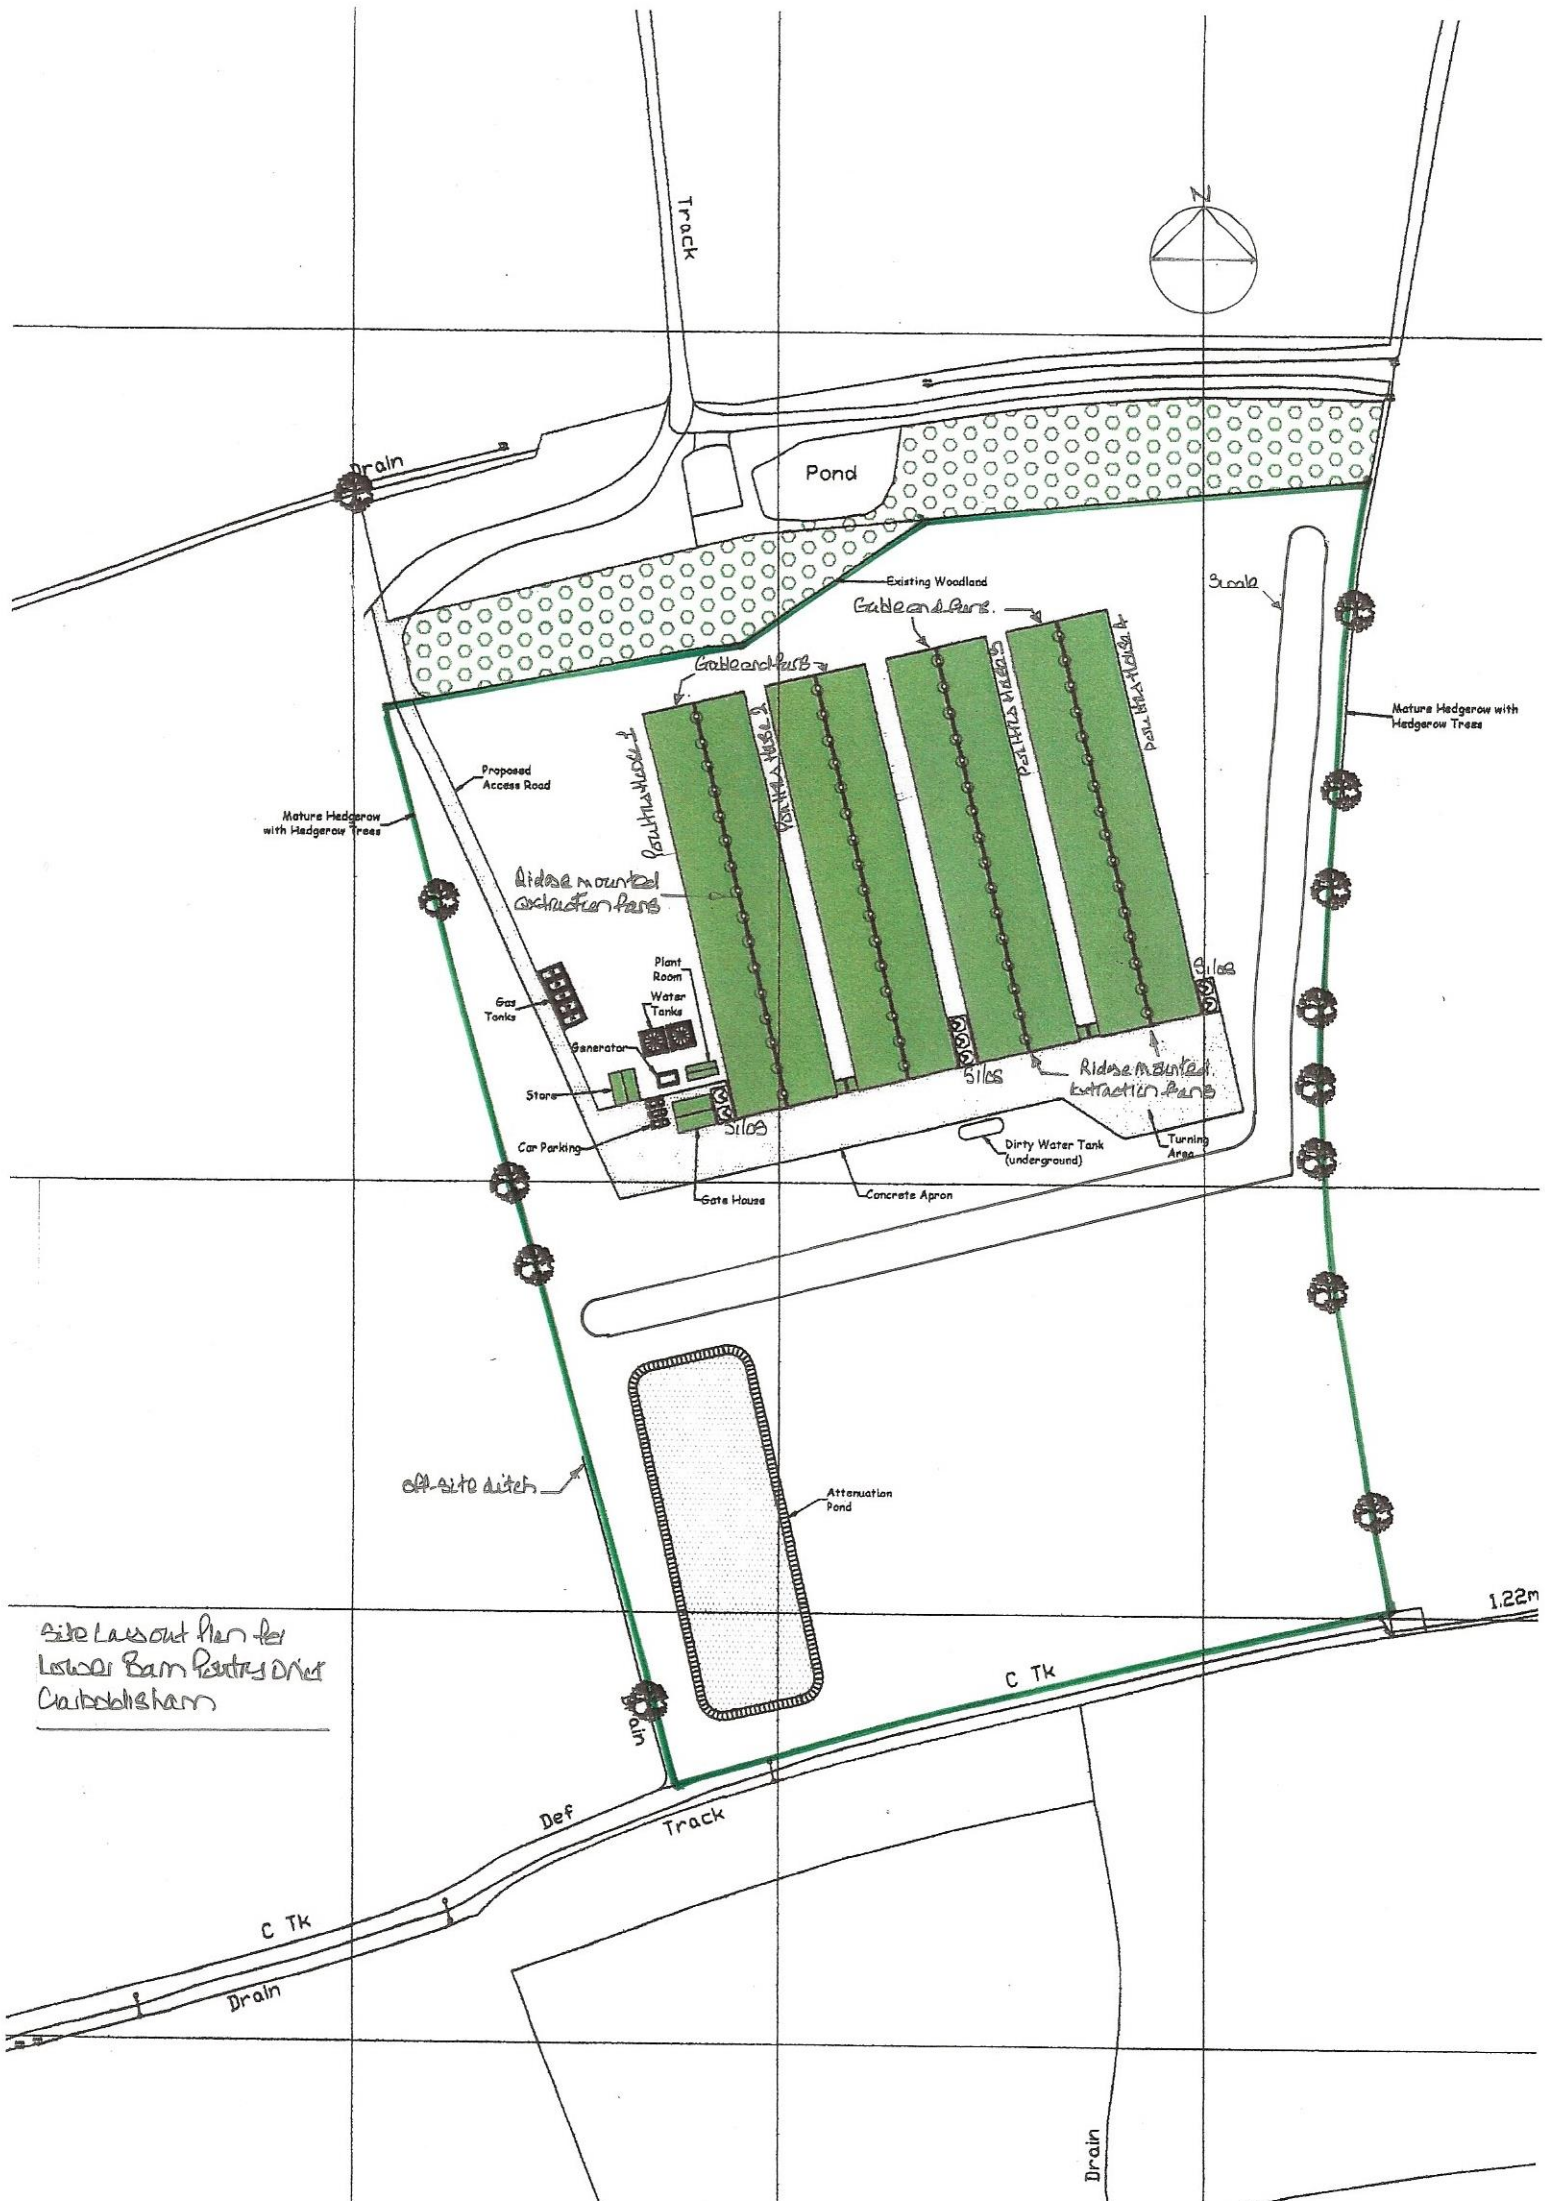 N
Track
Drain
Pond
Existing Woodland
Swale
Gable end fans.
Gable end fans
Poultry House 1
Poultry House 2
Poultry House 3
Poultry House 4
Mature Hedgerow with
Hedgerow Trees
Proposed
Access Road
Mature Hedgerow
with Hedgerow Trees
Ridge mounted
extraction fans
Plant
Room
Water
Tanks
Gas
Tanks
Generator
Store
Car Parking
Silos
Silos
Silos
Ridge mounted
extraction fans
Gate House
Concrete Apron
Dirty Water Tank
(underground)
Turning
Area
off-site ditch
Attenuation
Pond
Site Layout Plan for
Lower Barn Poultry Unit
Garboldisham
1.22m
C Tk
Drain
Def
Track
C Tk
Drain
Drain